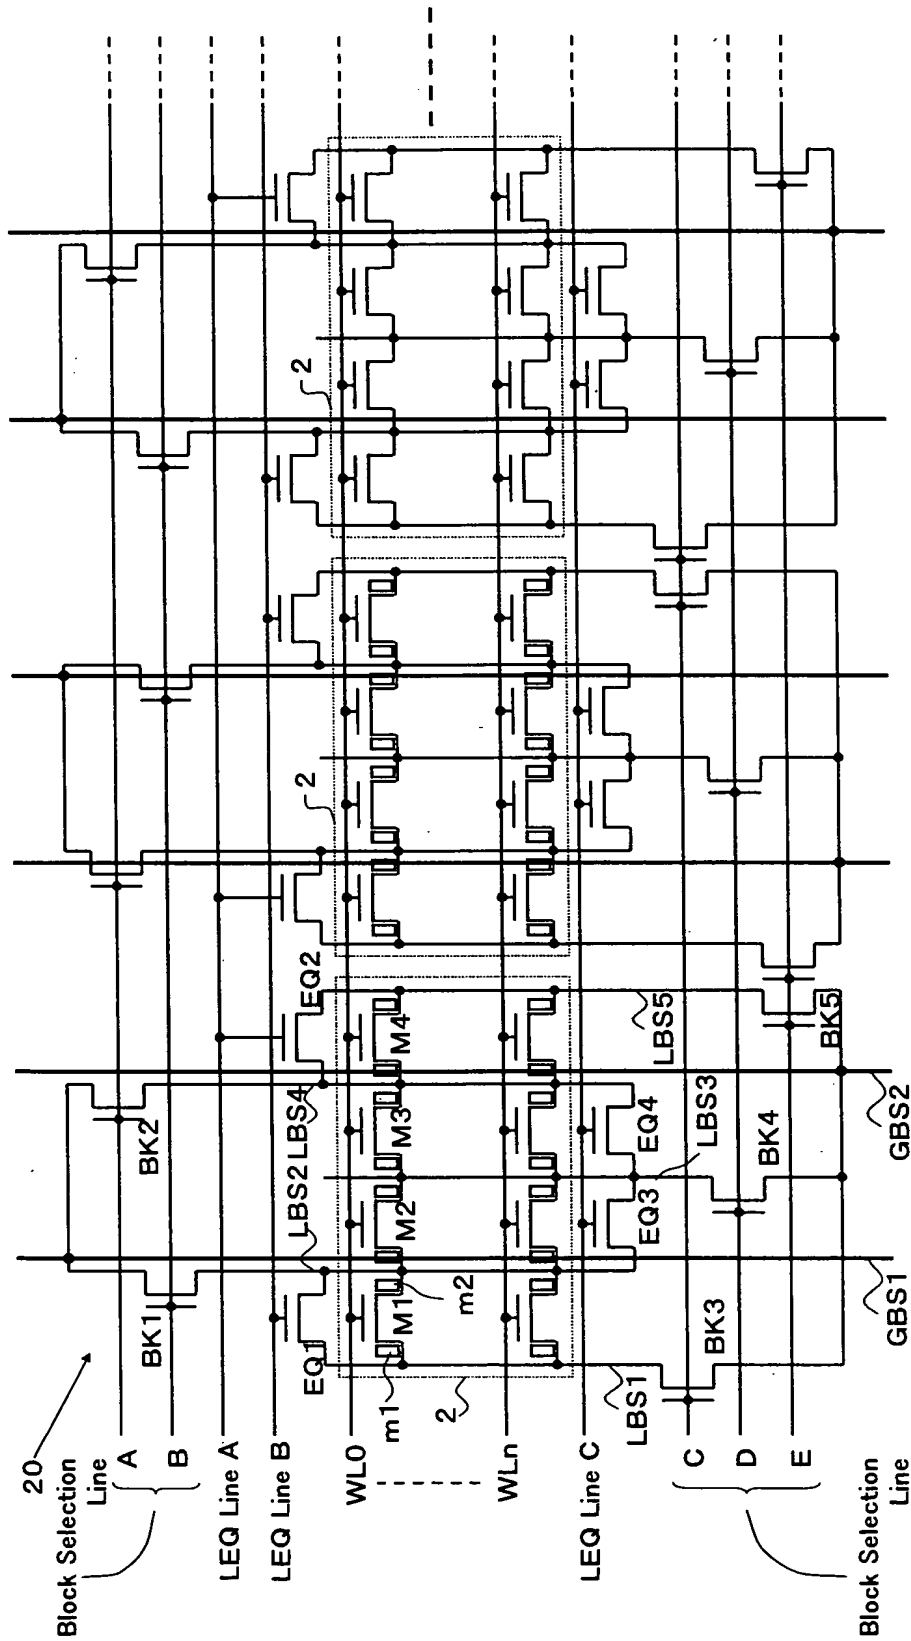 20
Block Selection
Line
A
B
LEQ Line A
LEQ Line B
WL0
WLn
LEQ Line C
C
D
E
Block Selection
Line
BK1
BK2
EQ1
LBS2
LBS4
EQ2
2
2
m1
M1
m2
M2
M3
M4
2
LBS1
EQ3
EQ4
LBS3
LBS5
BK3
BK4
BK5
GBS1
GBS2